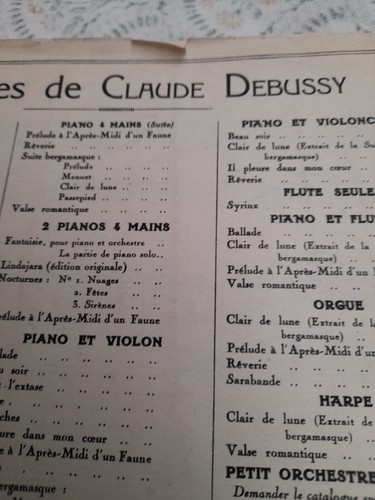 es de CLAUDE DEBUSSY
PIANO 4 MAINS (Suite)
Prélude à l'Après-Midi d'un Faune
Rêverie .. .. .. .. ..
Suite bergamasque :
Prélude .. .. .. ..
Menuet .. .. .. ..
Clair de lune .. .. ..
Passepied .. .. .. ..
Valse romantique .. .. .. ..
2 PIANOS 4 MAINS
Fantaisie, pour piano et orchestre ..
La partie de piano solo..
Lindajara (édition originale) .. ..
Nocturnes : No 1. Nuages .. ..
2. Fêtes .. ..
3. Sirènes .. ..
rélude à l'Après-Midi d'un Faune
PIANO ET VIOLON
lade .. .. .. .. ..
u soir .. .. .. .. ..
t l'extase .. .. .. ..
e . .. .. .. .. ..
ches .. .. .. .. ..
ure dans mon cœur .. ..
e à l'Après-Midi d'un Faune
.. .. .. .. ..
bergamasque :
PIANO ET VIOLONC
Beau soir .. .. .. .. ..
Clair de lune (Extrait de la Su
bergamasque) .. ..
Il pleure dans mon cœur .. ..
Rêverie .. .. .. .. ..
FLUTE SEULE
Syrinx .. .. .. .. ..
PIANO ET FLU
Ballade .. .. .. ..
Clair de lune (Extrait de la
bergamasque) ..
Prélude à l'Après-Midi d'u
Valse romantique .. ..
ORGUE
Clair de lune (Extrait de la
bergamasque) ..
Prélude à l'Après-Midi d'un
Rêverie .. .. .. ..
Sarabande .. .. .. ..
HARPE
Clair de lune (Extrait de
bergamasque) ..
Valse romantique .. ..
PETIT ORCHESTRE
Demander le catalogue sp